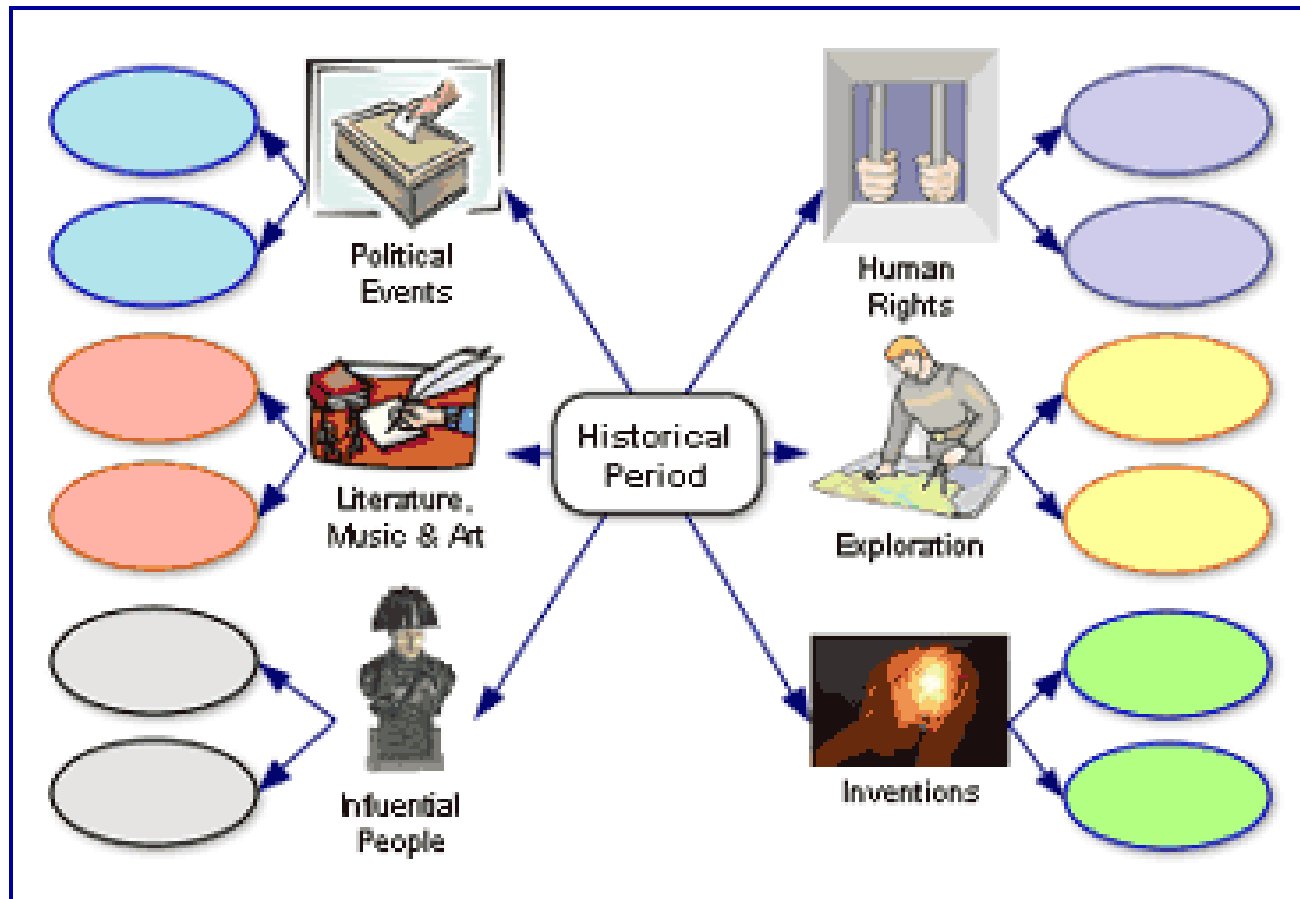 Political
Events
Human
Rights
Historical
Period
Literature,
Music & Art
Exploration
Influential
People
Inventions